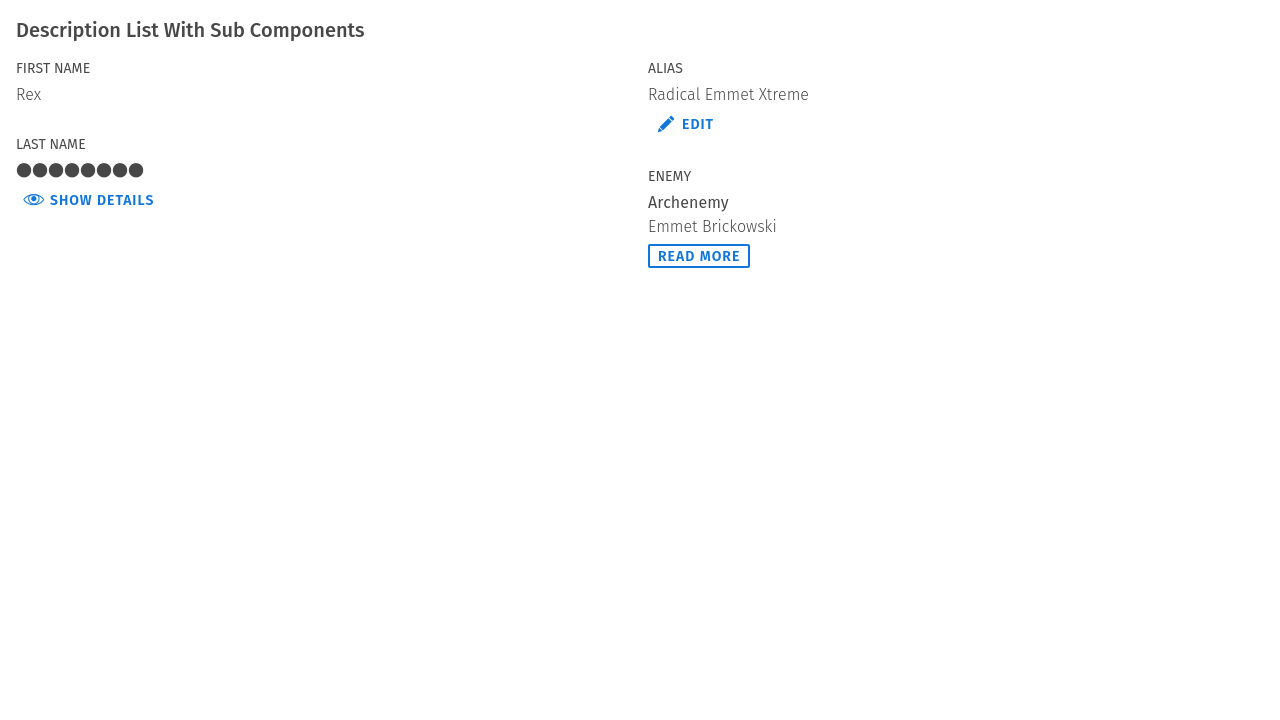 Description List With Sub Components
FIRST NAME
Rex
LAST NAME
●●●●●●●●
SHOW DETAILS
ALIAS
Radical Emmet Xtreme
EDIT
ENEMY
Archenemy
Emmet Brickowski
READ MORE